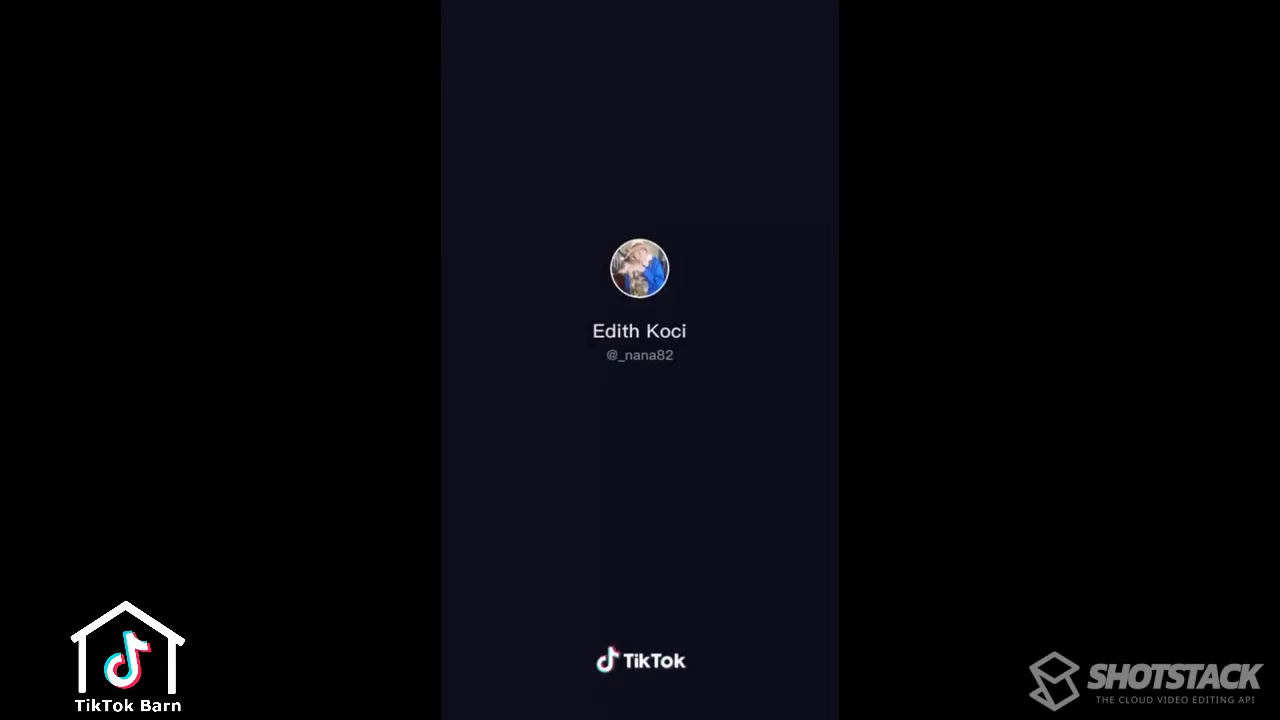 Edith Koci
@_nana82
TikTok
TikTok Barn
SHOTSTACK
THE CLOUD VIDEO EDITING API